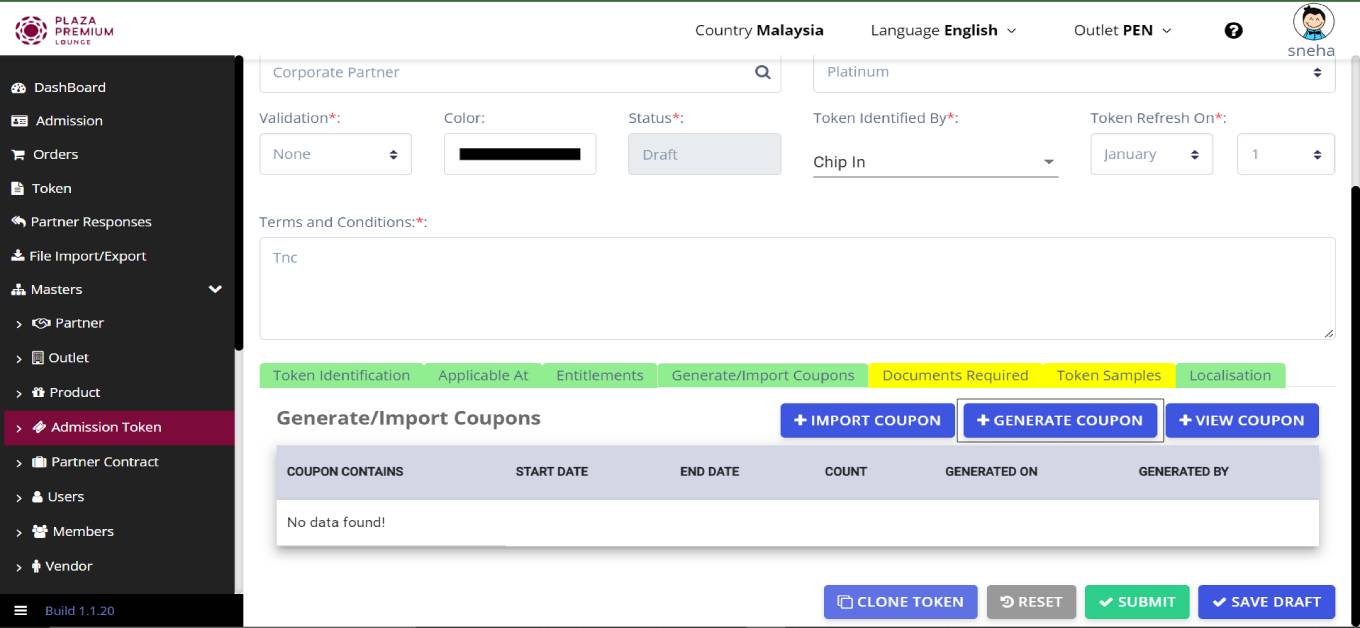 PLAZA
PREMIUM
LOUNGE
Country Malaysia
Language English
Outlet PEN
sneha
DashBoard
Admission
Orders
Token
Partner Responses
File Import/Export
Masters
Partner
Outlet
Product
Admission Token
Partner Contract
Users
Members
Vendor
Build 1.1.20
Corporate Partner
Platinum
Validation*:
Color:
Status*:
Token Identified By*:
Token Refresh On*:
None
Draft
Chip In
January
1
Terms and Conditions:*:
Tnc
Token Identification
Applicable At
Entitlements
Generate/Import Coupons
Documents Required
Token Samples
Localisation
Generate/Import Coupons
IMPORT COUPON
GENERATE COUPON
VIEW COUPON
COUPON CONTAINS
START DATE
END DATE
COUNT
GENERATED ON
GENERATED BY
No data found!
CLONE TOKEN
RESET
SUBMIT
SAVE DRAFT